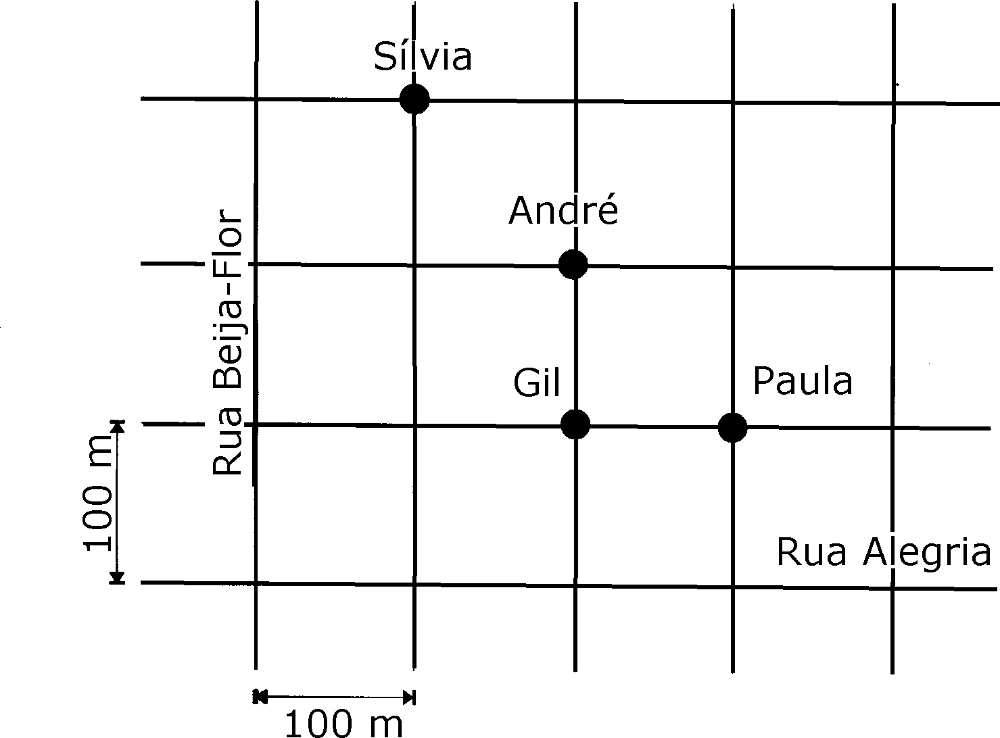 Sílvia
André
Rua Beija-Flor
Gil
Paula
100 m
Rua Alegria
100 m